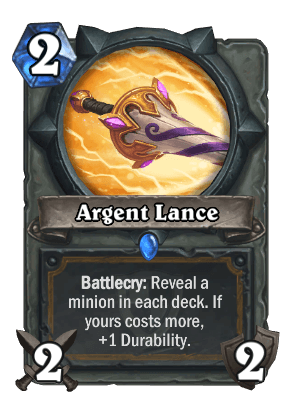 2
Argent Lance
Battlecry: Reveal a
minion in each deck. If
yours costs more,
+1 Durability.
2 2